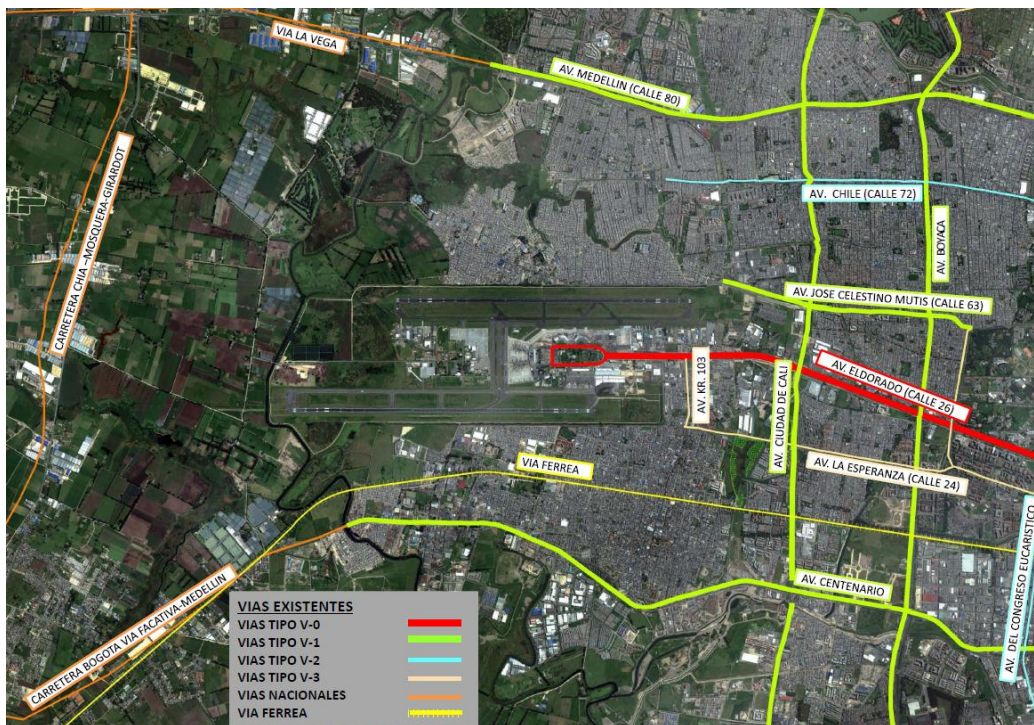 VIA LA VEGA
AV. MEDELLIN (CALLE 80)
CARRETERA CHIA –MOSQUERA-GIRARDOT
AV. CHILE (CALLE 72)
AV. BOYACA
AV. JOSE CELESTINO MUTIS (CALLE 63)
AV. KR. 103
AV. CIUDAD DE CALI
AV. ELDORADO (CALLE 26)
AV. LA ESPERANZA (CALLE 24)
VIA FERREA
AV. CENTENARIO
AV. DEL CONGRESO EUCARISTICO
CARRETERA BOGOTA VIA FACATIVA-MEDELLIN
VIAS EXISTENTES
VIAS TIPO V-0
VIAS TIPO V-1
VIAS TIPO V-2
VIAS TIPO V-3
VIAS NACIONALES
VIA FERREA